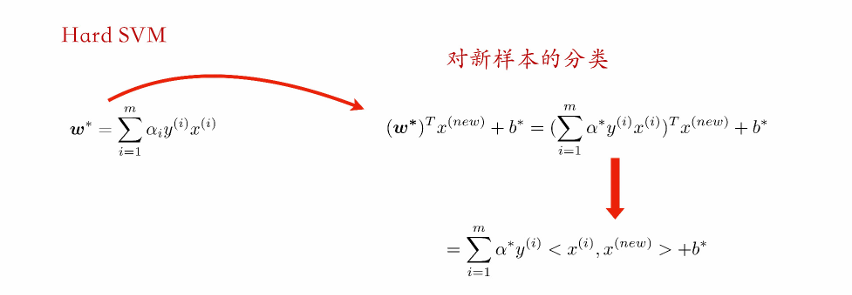 Hard SVM
对新样本的分类
$\boldsymbol{w}^* = \sum_{i=1}^{m} \alpha_i y^{(i)} x^{(i)}$
$(\boldsymbol{w^*})^T x^{(new)} + b^* = (\sum_{i=1}^{m} \alpha^* y^{(i)} x^{(i)})^T x^{(new)} + b^*$
$= \sum_{i=1}^{m} \alpha^* y^{(i)} < x^{(i)}, x^{(new)} > + b^*$